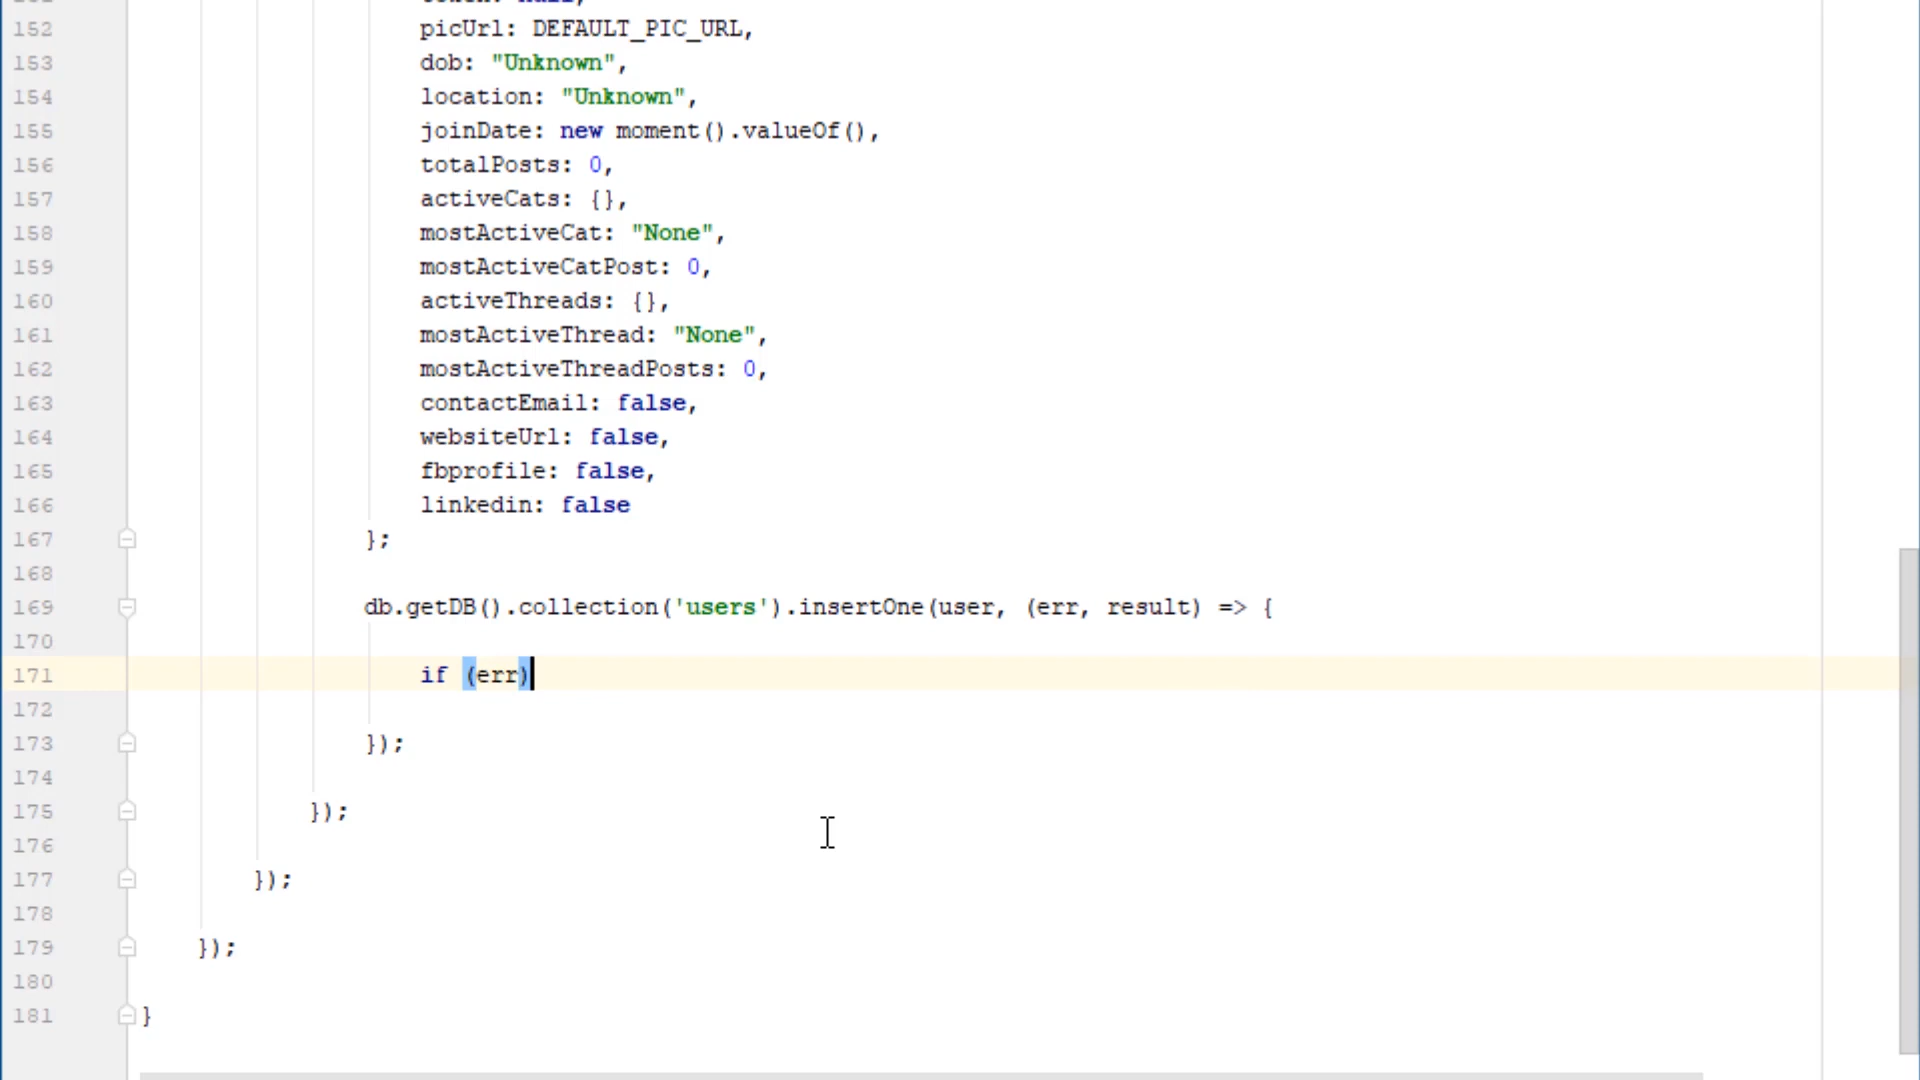 152 picUrl: DEFAULT_PIC_URL,
153 dob: "Unknown",
154 location: "Unknown",
155 joinDate: new moment().valueOf(),
156 totalPosts: 0,
157 activeCats: {},
158 mostActiveCat: "None",
159 mostActiveCatPost: 0,
160 activeThreads: {},
161 mostActiveThread: "None",
162 mostActiveThreadPosts: 0,
163 contactEmail: false,
164 websiteUrl: false,
165 fbprofile: false,
166 linkedin: false
167 };
168
169 db.getDB().collection('users').insertOne(user, (err, result) => {
170
171 if (err)
172
173 });
174
175 });
176
177 });
178
179 });
180
181 }